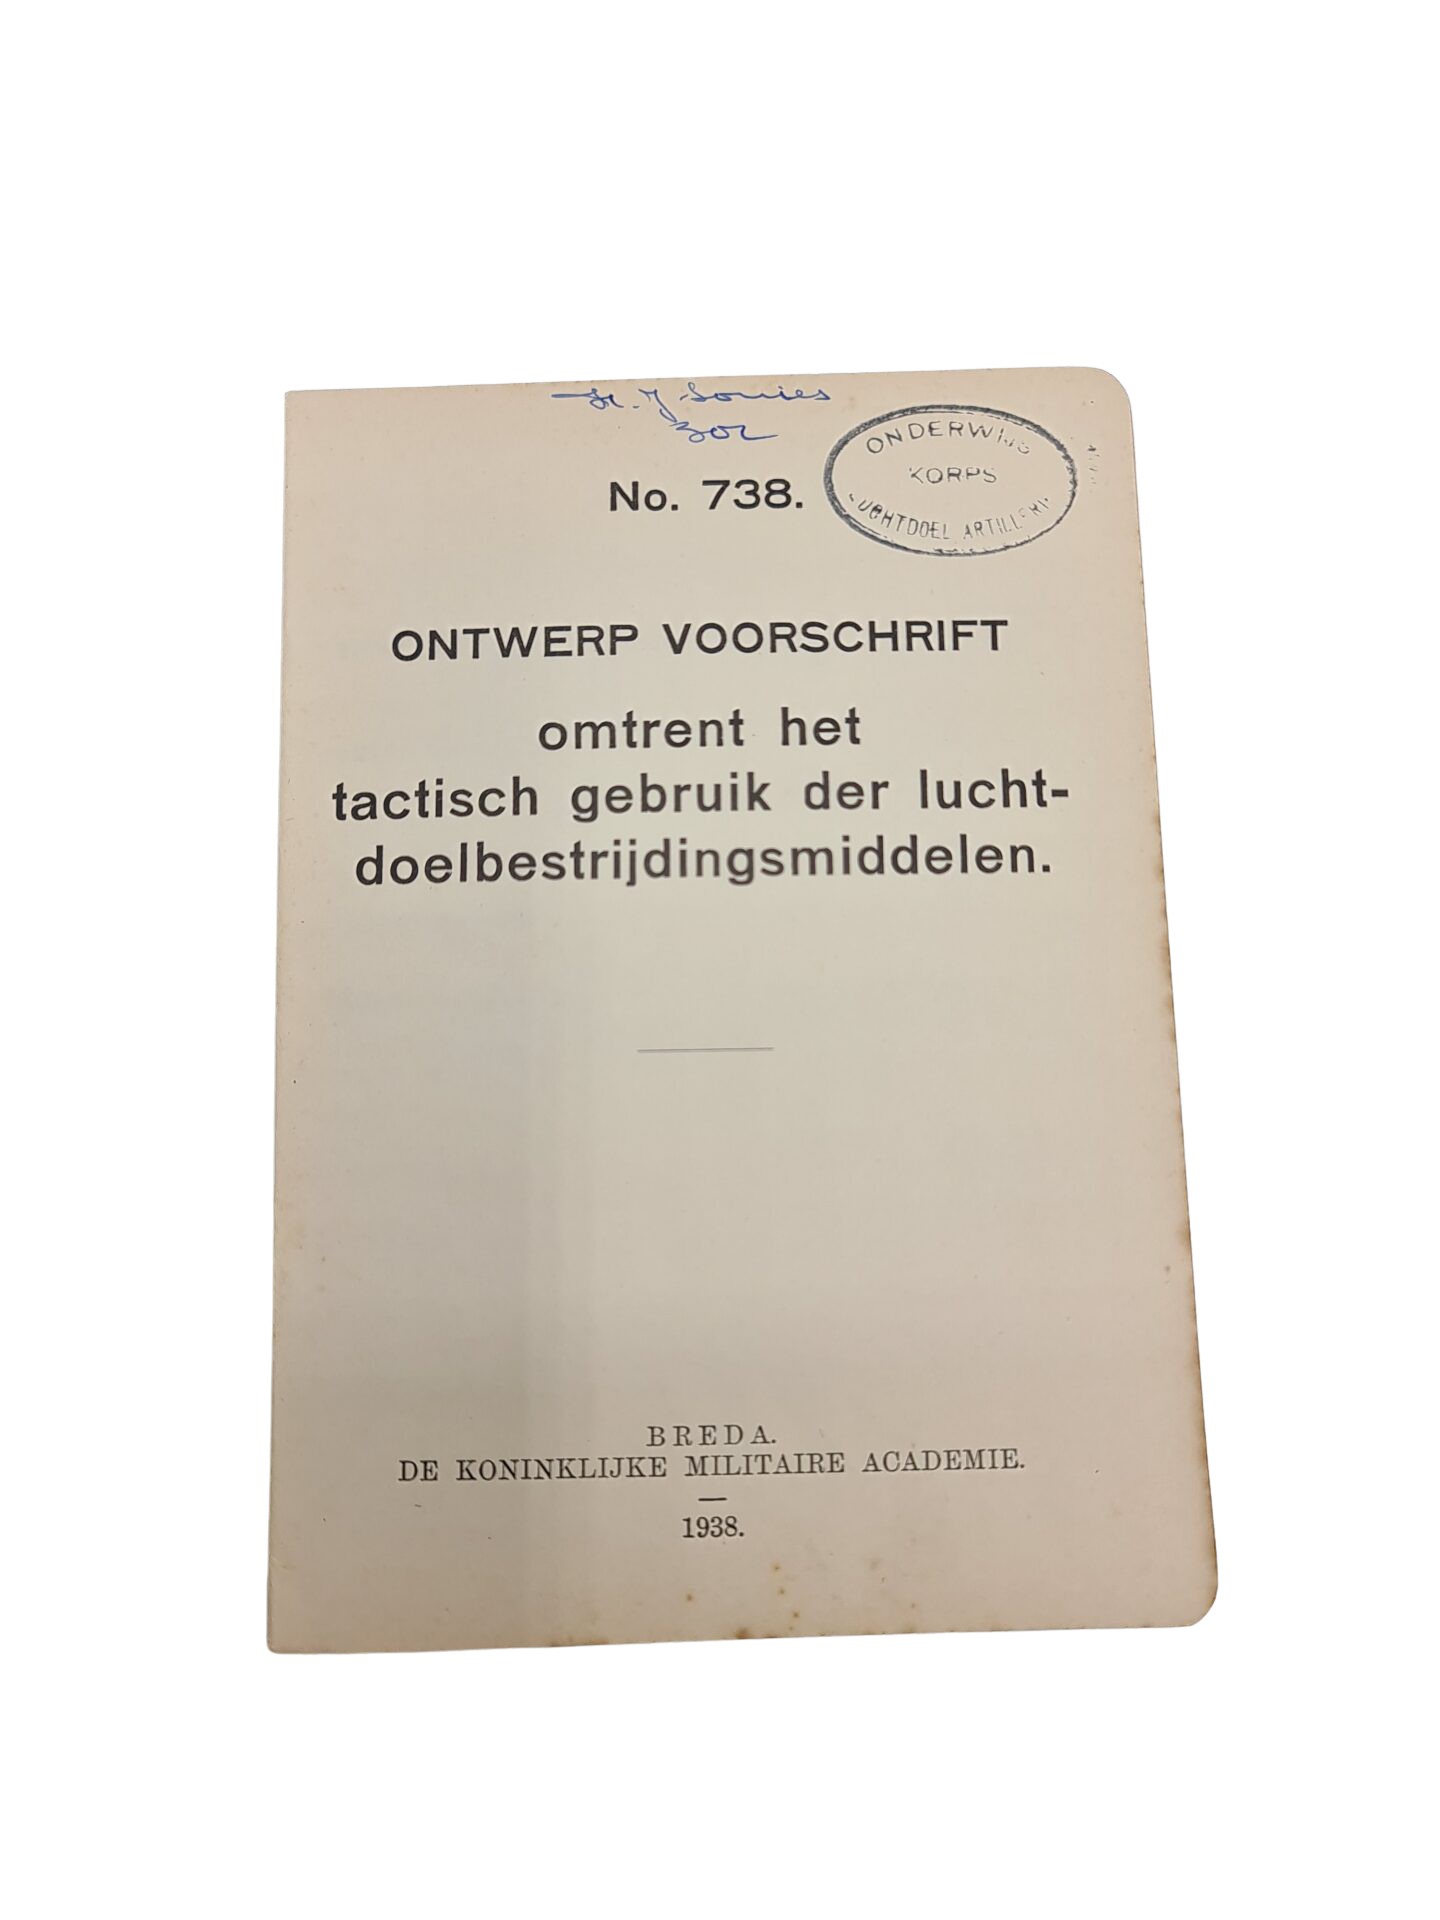 No. 738.
ONDERWIJS
KORPS
LUCHTDOEL ARTILLERI
ONTWERP VOORSCHRIFT
omtrent het
tactisch gebruik der lucht-
doelbestrijdingsmiddelen.
BREDA.
DE KONINKLIJKE MILITAIRE ACADEMIE.
1938.